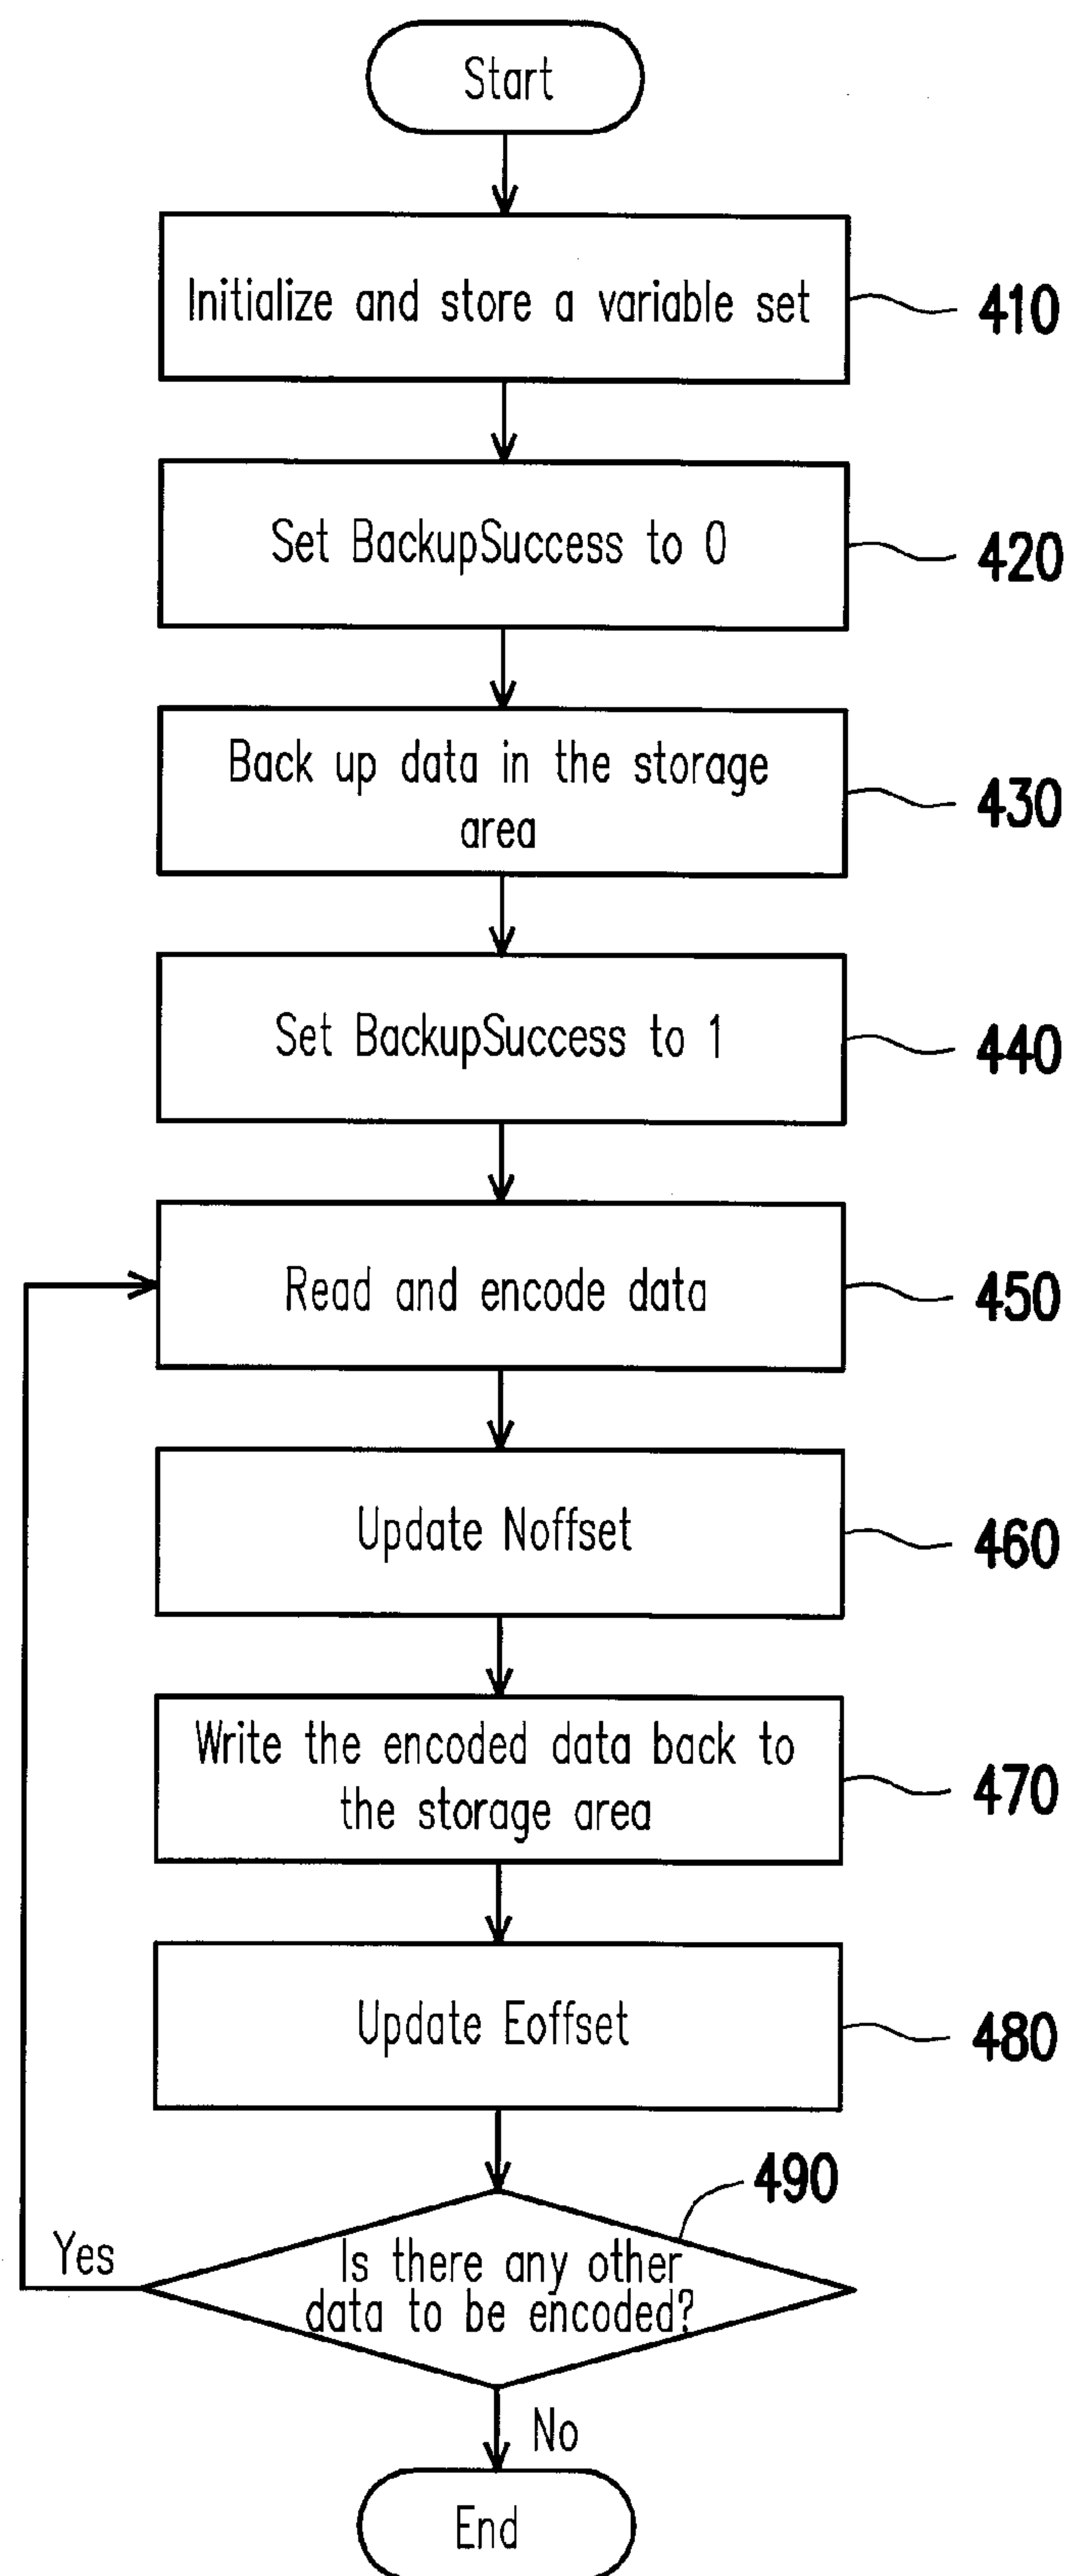 Start
Initialize and store a variable set
410
Set BackupSuccess to 0
420
Back up data in the storage
area
430
Set BackupSuccess to 1
440
Read and encode data
450
Update Noffset
460
Write the encoded data back to
the storage area
470
Update Eoffset
480
490
Is there any other
data to be encoded?
Yes
No
End